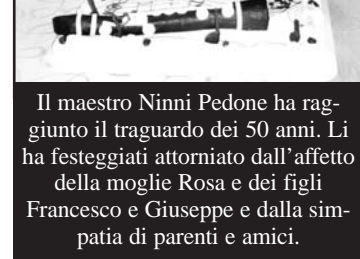 Il maestro Ninni Pedone ha rag-
giunto il traguardo dei 50 anni. Li
ha festeggiati attorniato dall'affetto
della moglie Rosa e dei figli
Francesco e Giuseppe e dalla sim-
patia di parenti e amici.